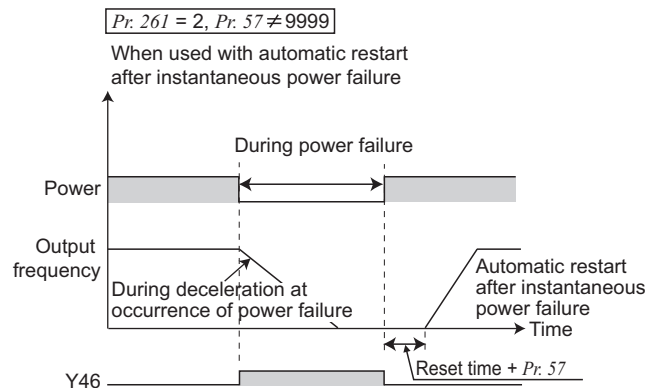 Pr. 261 = 2, Pr. 57 ≠ 9999
When used with automatic restart
after instantaneous power failure
During power failure
Power
Output
frequency
During deceleration at
occurrence of power failure
Automatic restart
after instantaneous
power failure
Time
Reset time + Pr. 57
Y46